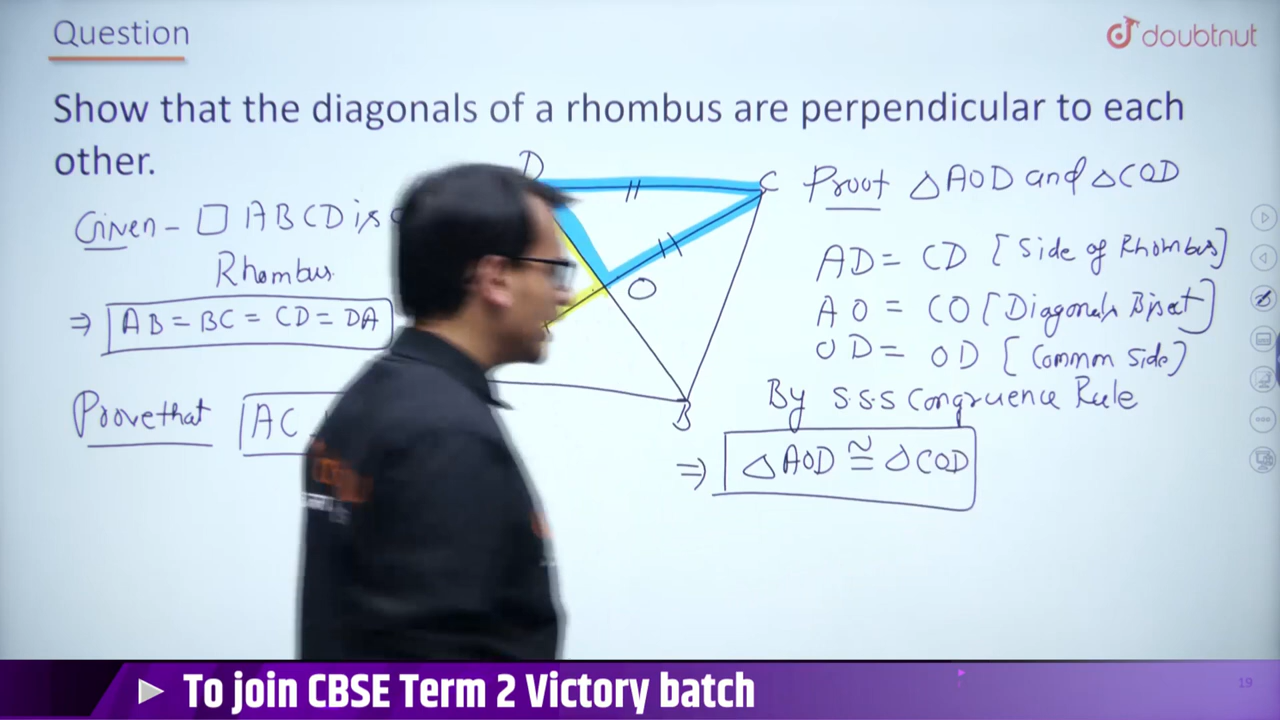 Question
doubtnut
Show that the diagonals of a rhombus are perpendicular to each
other.
Given - □ ABCD is
Rhombus
⇒ AB = BC = CD = DA
Prove that AC
D
C
O
B
Proof △AOD and △COD
AD = CD [Side of Rhombus]
AO = CO [Diagonals Bisect]
OD = OD [Common Side]
By S.S.S Congruence Rule
⇒ △AOD ≅ △COD
To join CBSE Term 2 Victory batch
19